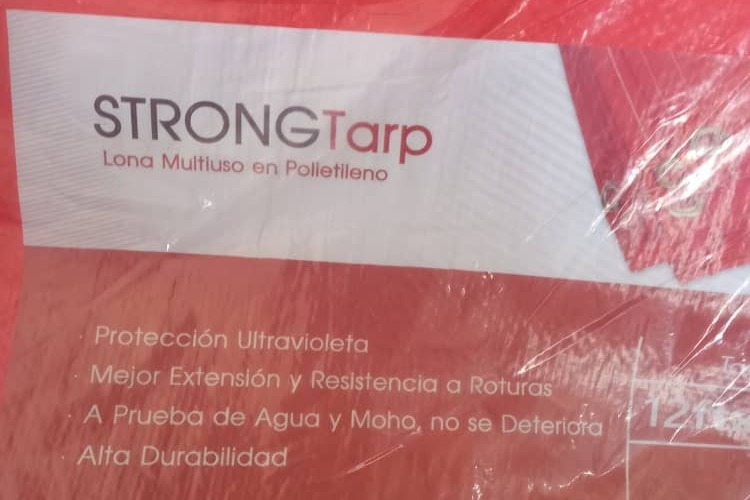 STRONGTarp
Lona Multiuso en Polietileno
· Protección Ultravioleta
· Mejor Extensión y Resistencia a Roturas
· A Prueba de Agua y Moho, no se Deteriora
· Alta Durabilidad